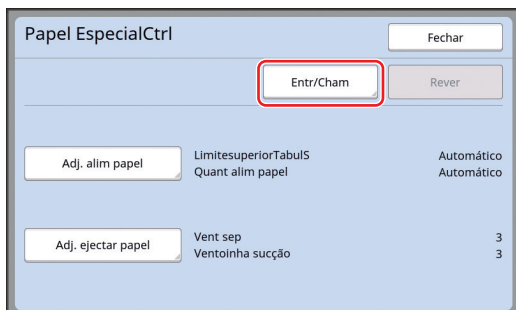 Papel EspecialCtrl
Fechar
Entr/Cham
Rever
Adj. alim papel
LimitesuperiorTabulS Automático
Quant alim papel Automático
Adj. ejectar papel
Vent sep 3
Ventoinha sucção 3